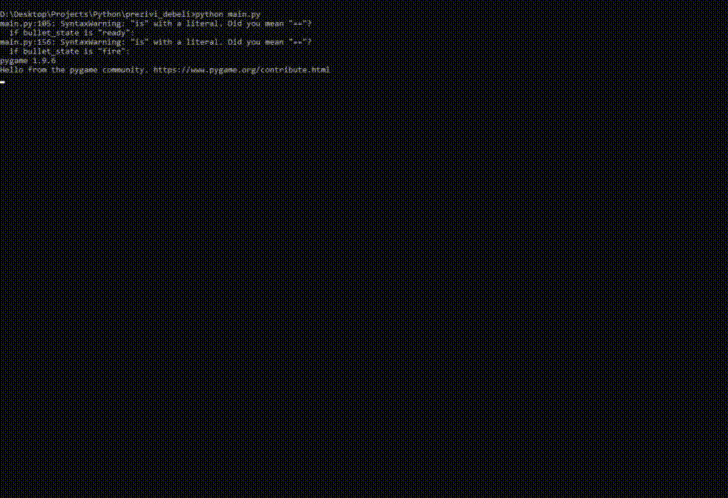 D:\Desktop\Projects\Python\prezivi_debeli>python main.py
main.py:105: SyntaxWarning: "is" with a literal. Did you mean "=="?
  if bullet_state is "ready":
main.py:156: SyntaxWarning: "is" with a literal. Did you mean "=="?
  if bullet_state is "fire":
pygame 1.9.6
Hello from the pygame community. https://www.pygame.org/contribute.html